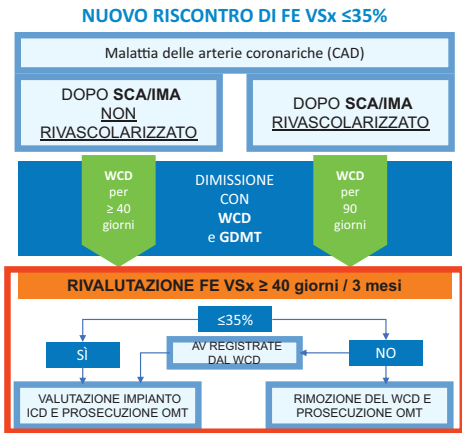 NUOVO RISCONTRO DI FE VSx ≤35%
Malattia delle arterie coronariche (CAD)
DOPO SCA/IMA
NON
RIVASCOLARIZZATO
DOPO SCA/IMA
RIVASCOLARIZZATO
WCD
per
≥ 40
giorni
DIMISSIONE
CON
WCD
e GDMT
WCD
per
90
giorni
RIVALUTAZIONE FE VSx ≥ 40 giorni / 3 mesi
≤35%
SÌ
AV REGISTRATE
DAL WCD
NO
VALUTAZIONE IMPIANTO
ICD E PROSECUZIONE OMT
RIMOZIONE DEL WCD E
PROSECUZIONE OMT